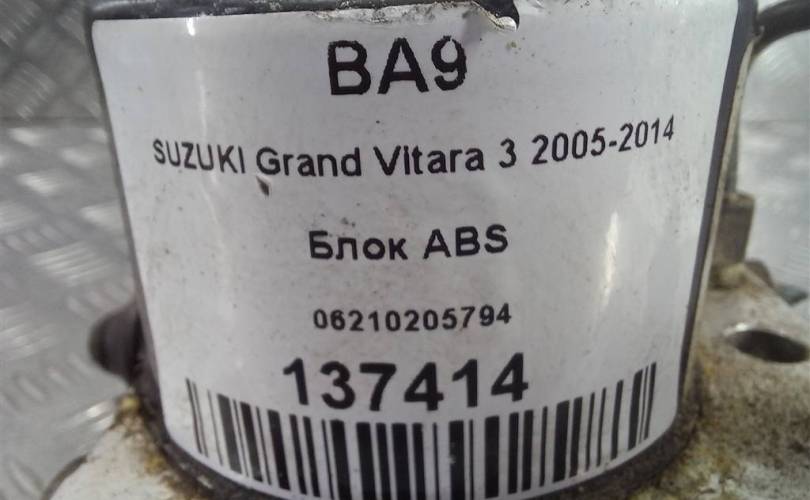 BA9
SUZUKI Grand Vitara 3 2005-2014
Блок ABS
06210205794
137414